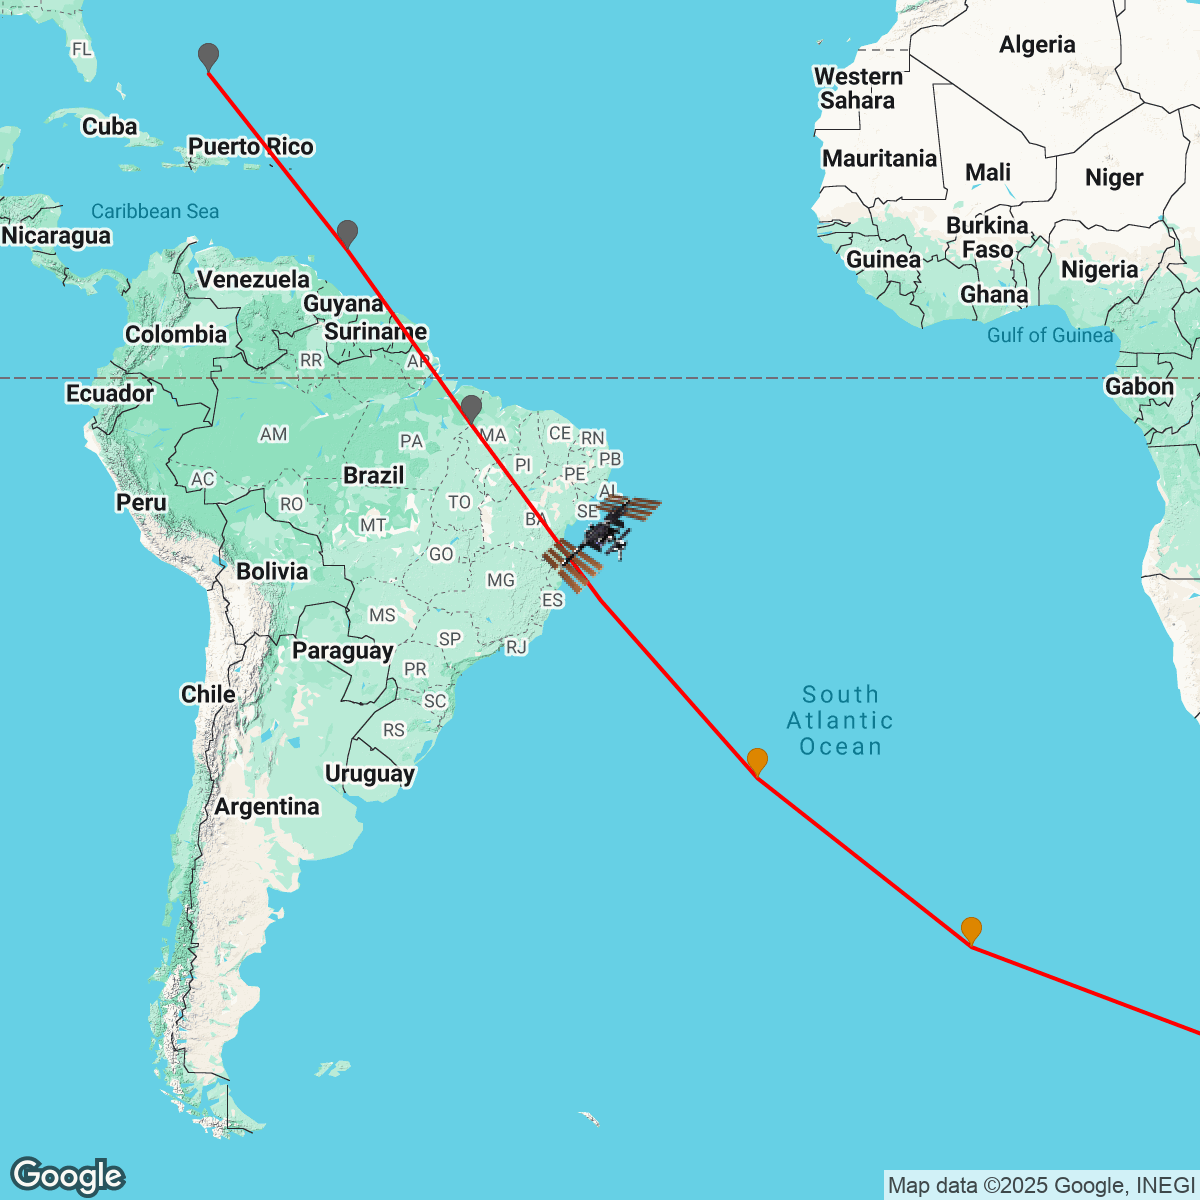 FL
Algeria
Western
Sahara
Cuba
Puerto Rico
Mauritania
Mali
Niger
Caribbean Sea
Nicaragua
Burkina
Faso
Guinea
Nigeria
Venezuela
Guyana
Ghana
Colombia
Suriname
Gulf of Guinea
RR
AP
Ecuador
Gabon
AM
PA
MA
CE
RN
PI
PB
Brazil
PE
AC
TO
AL
Peru
RO
SE
MT
BA
GO
Bolivia
MG
ES
MS
SP
RJ
Paraguay
PR
Chile
SC
South
Atlantic
Ocean
RS
Uruguay
Argentina
Google
Map data ©2025 Google, INEGI